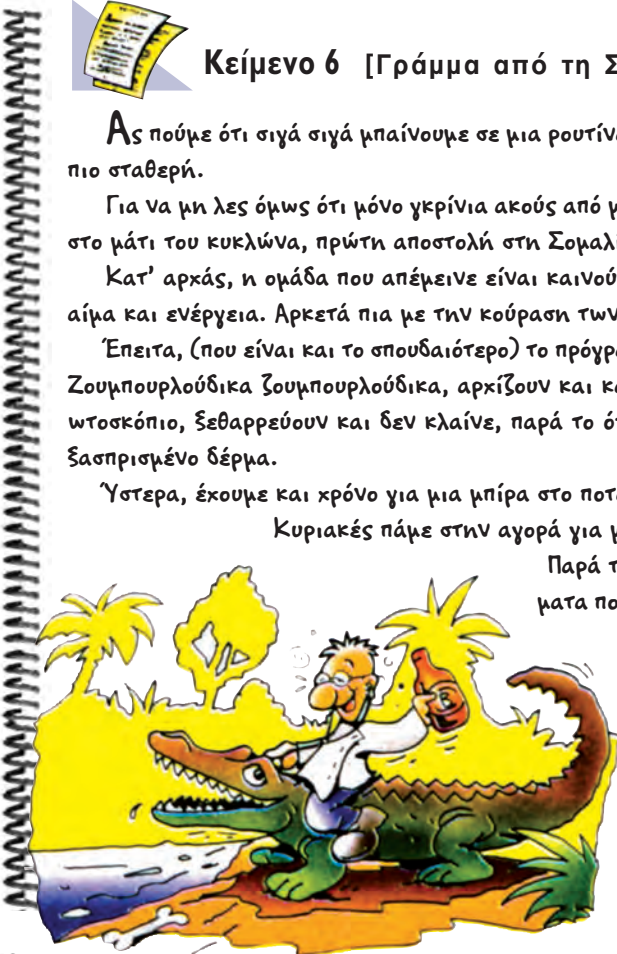 Κείμενο 6 [Γράμμα από τη Σ
Ας πούμε ότι σιγά σιγά μπαίνουμε σε μια ρουτίνα
πιο σταθερή.
Για να μη λες όμως ότι μόνο γκρίνια ακούς από μ
στο μάτι του κυκλώνα, πρώτη αποστολή στη Σομαλί
Κατ' αρχάς, η ομάδα που απέμεινε είναι καινού
αίμα και ενέργεια. Αρκετά πια με την κούραση των
Έπειτα, (που είναι και το σπουδαιότερο) το πρόγρα
Ζουμπουρλούδικα ζουμπουρλούδικα, αρχίζουν και κα
ωτοσκόπιο, ξεθαρρεύουν και δεν κλαίνε, παρά το ότ
ξασπρισμένο δέρμα.
Ύστερα, έχουμε και χρόνο για μια μπίρα στο ποτά
Κυριακές πάμε στην αγορά για μ
Παρά τ
ματα πο